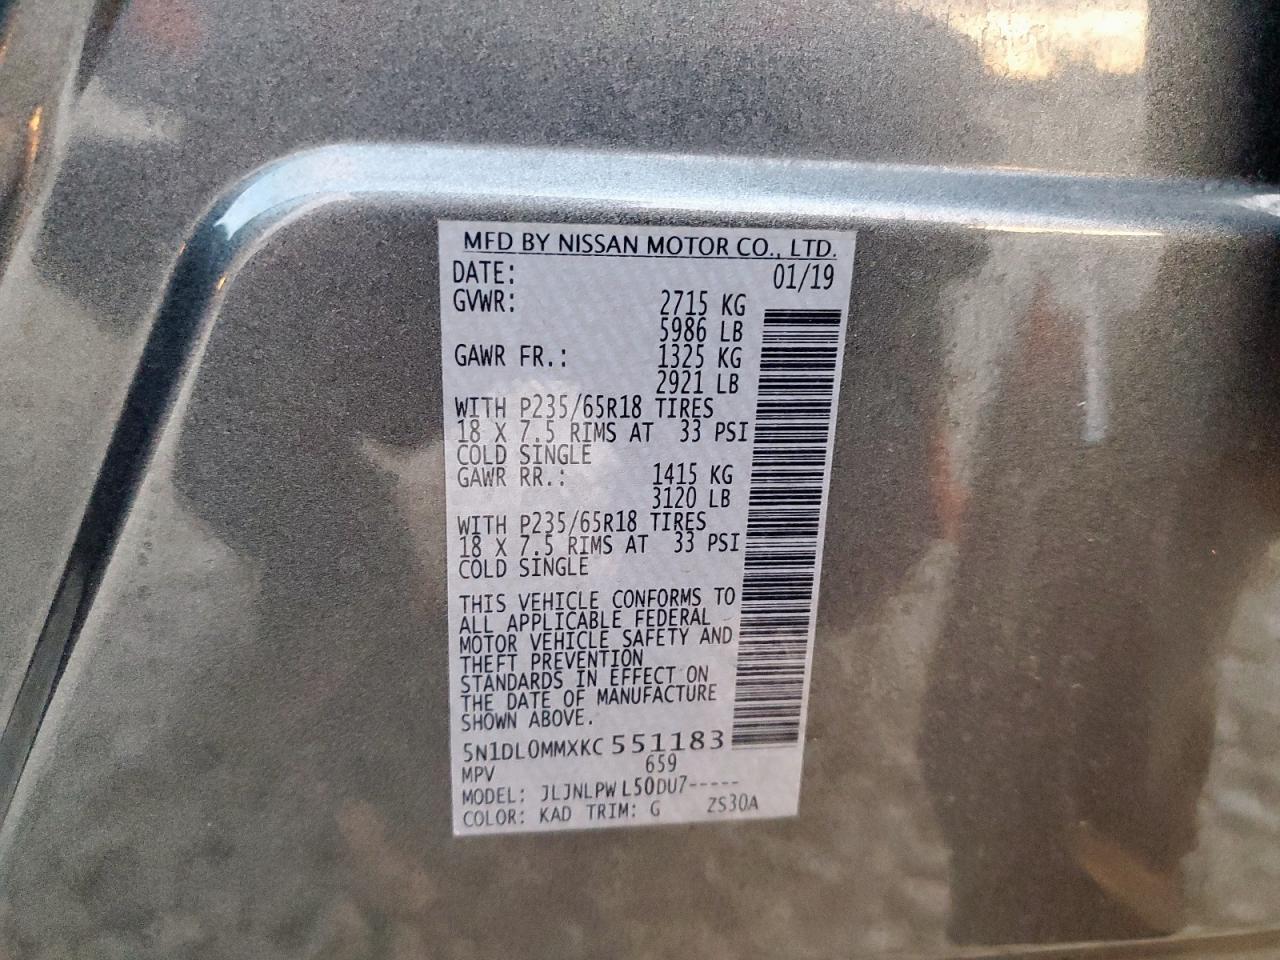 MFD BY NISSAN MOTOR CO., LTD.
DATE: 01/19
GVWR: 2715 KG
5986 LB
GAWR FR.: 1325 KG
2921 LB
WITH P235/65R18 TIRES
18 X 7.5 RIMS AT 33 PSI
COLD SINGLE
GAWR RR.: 1415 KG
3120 LB
WITH P235/65R18 TIRES
18 X 7.5 RIMS AT 33 PSI
COLD SINGLE
THIS VEHICLE CONFORMS TO
ALL APPLICABLE FEDERAL
MOTOR VEHICLE SAFETY AND
THEFT PREVENTION
STANDARDS IN EFFECT ON
THE DATE OF MANUFACTURE
SHOWN ABOVE.
5N1DL0MMXKC 551183
MPV 659
MODEL: JLJNLPW L50DU7-----
COLOR: KAD TRIM: G ZS30A